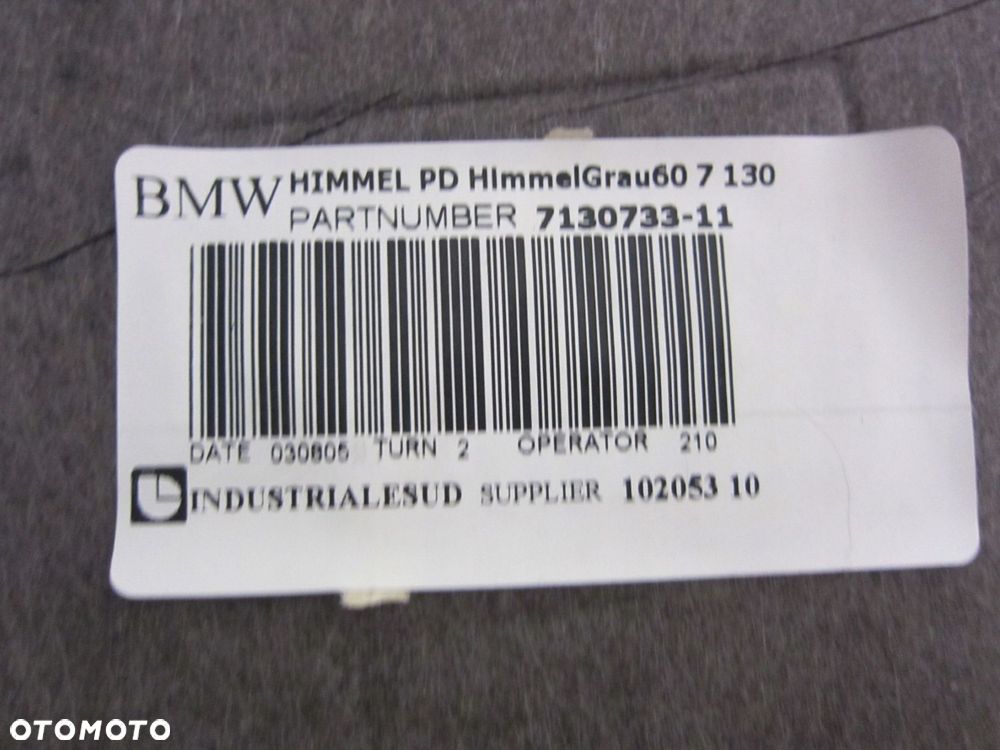 BMW HIMMEL PD HimmelGrau60 7 130
PARTNUMBER 7130733-11
DATE 030805 TURN 2 OPERATOR 210
INDUSTRIALESUD SUPPLIER 102053 10
OTOMOTO